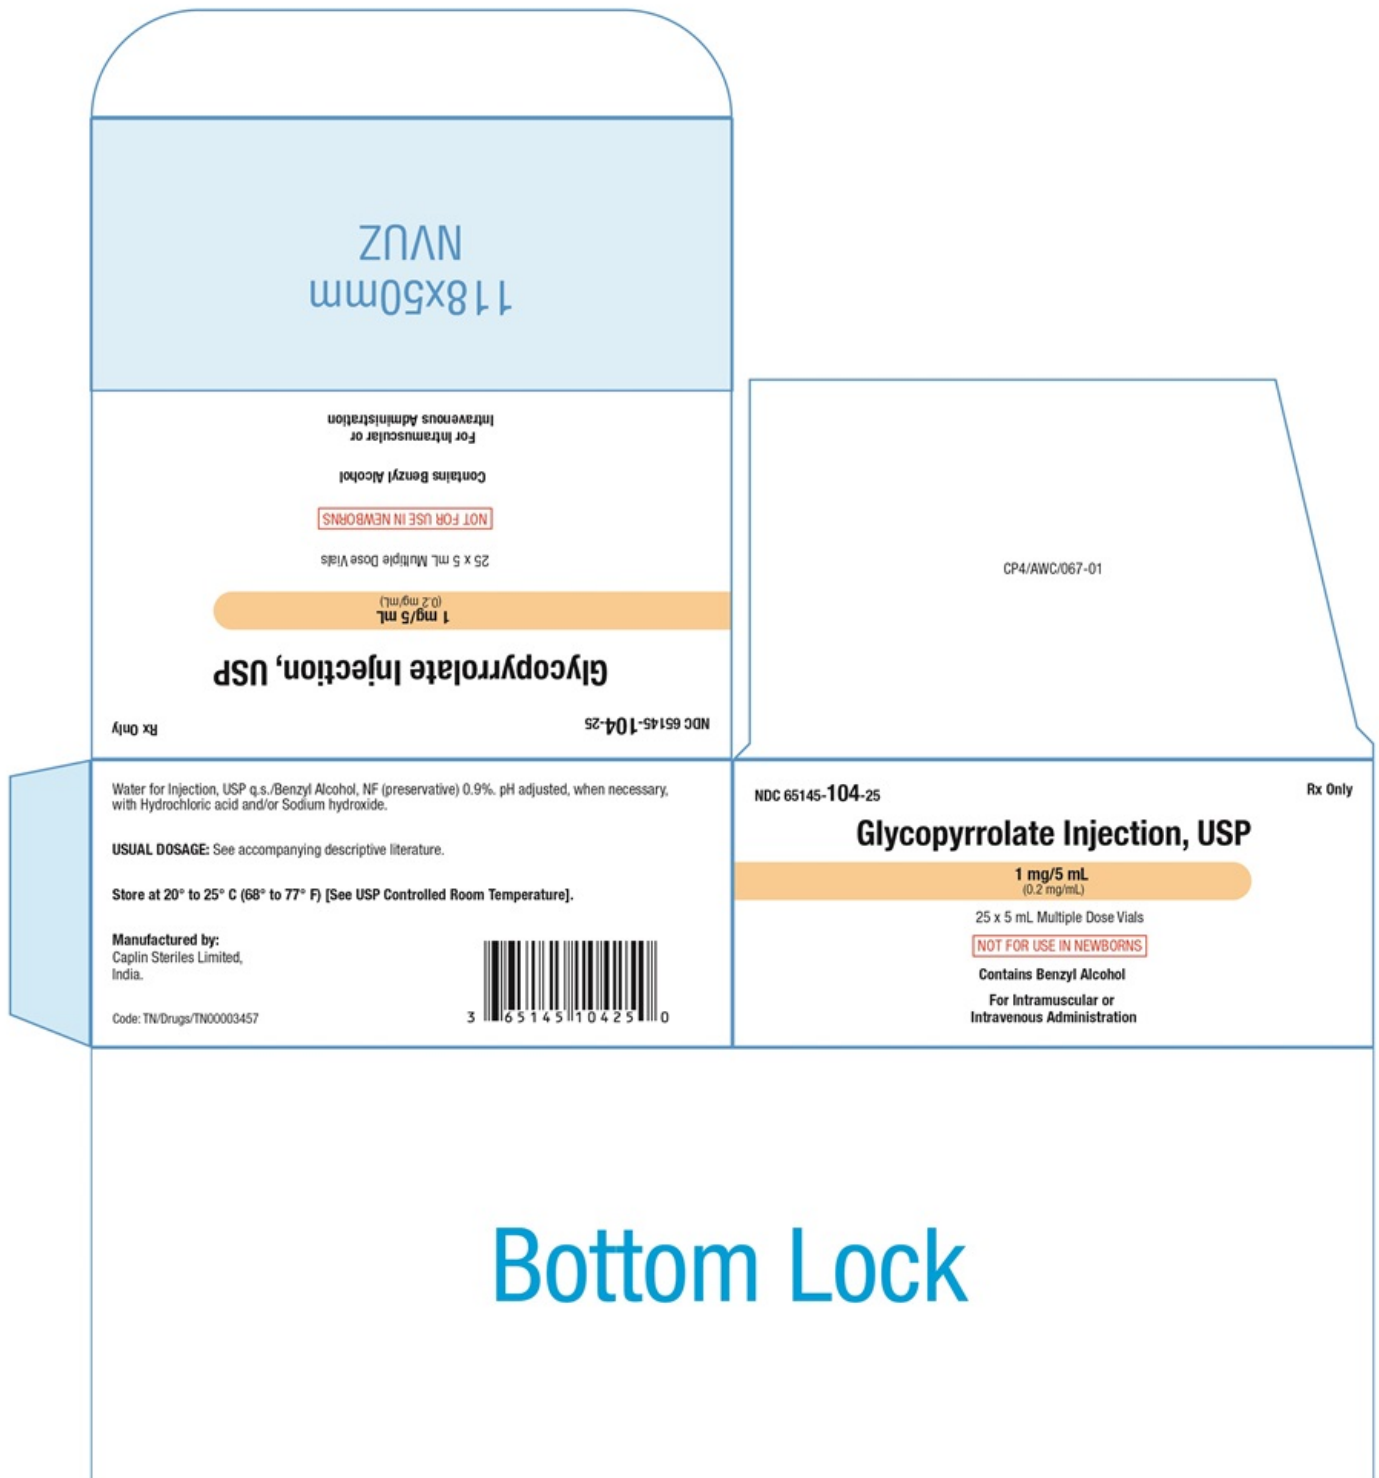 NVUZ
118x50mm
NDC 65145-104-25
Rx Only
Glycopyrrolate Injection, USP
1 mg/5 mL
(0.2 mg/mL)
25 x 5 mL Multiple Dose Vials
NOT FOR USE IN NEWBORNS
Contains Benzyl Alcohol
For Intramuscular or
Intravenous Administration
CP4/AWC/067-01
Water for Injection, USP q.s./Benzyl Alcohol, NF (preservative) 0.9%. pH adjusted, when necessary,
with Hydrochloric acid and/or Sodium hydroxide.
USUAL DOSAGE: See accompanying descriptive literature.
Store at 20° to 25° C (68° to 77° F) [See USP Controlled Room Temperature].
Manufactured by:
Caplin Steriles Limited,
India.
Code: TN/Drugs/TN00003457
3 65145 10425 0
NDC 65145-104-25
Rx Only
Glycopyrrolate Injection, USP
1 mg/5 mL
(0.2 mg/mL)
25 x 5 mL Multiple Dose Vials
NOT FOR USE IN NEWBORNS
Contains Benzyl Alcohol
For Intramuscular or
Intravenous Administration
Bottom Lock